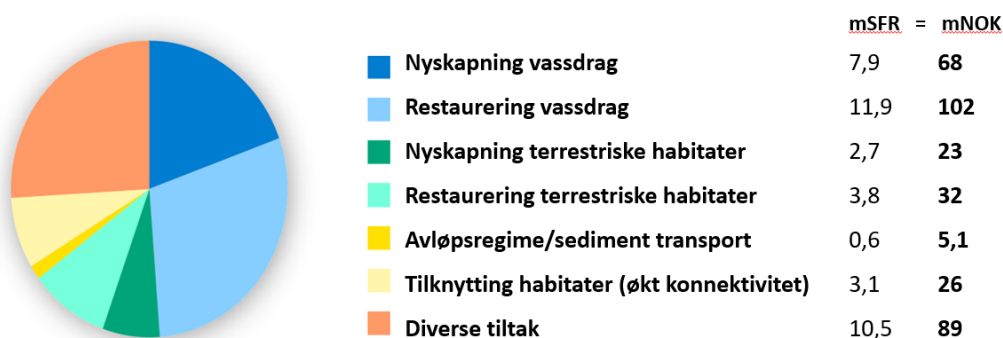 mSFR = mNOK
Nyskapning vassdrag 7,9 68
Restaurering vassdrag 11,9 102
Nyskapning terrestriske habitater 2,7 23
Restaurering terrestriske habitater 3,8 32
Avløpsregime/sediment transport 0,6 5,1
Tilknytting habitater (økt konnektivitet) 3,1 26
Diverse tiltak 10,5 89